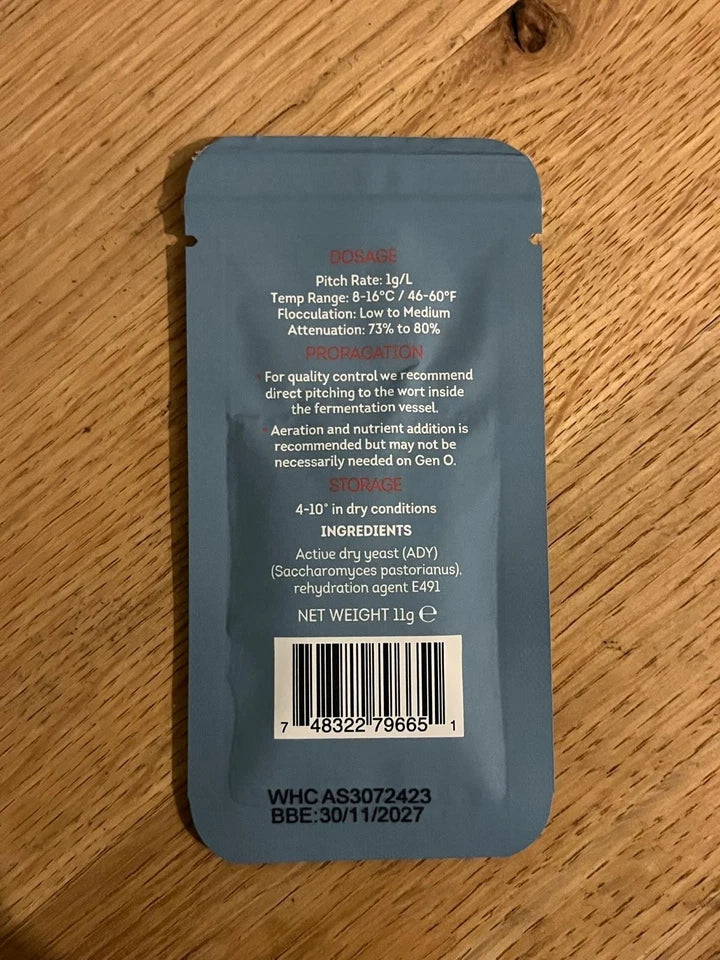 DOSAGE
Pitch Rate: 1g/L
Temp Range: 8-16°C / 46-60°F
Flocculation: Low to Medium
Attenuation: 73% to 80%
PROPAGATION
* For quality control we recommend
direct pitching to the wort inside
the fermentation vessel.
* Aeration and nutrient addition is
recommended but may not be
necessarily needed on Gen O.
STORAGE
4-10° in dry conditions
INGREDIENTS
Active dry yeast (ADY)
(Saccharomyces pastorianus),
rehydration agent E491
NET WEIGHT 11g ℮
7 48322 79665 1
WHC AS3072423
BBE:30/11/2027